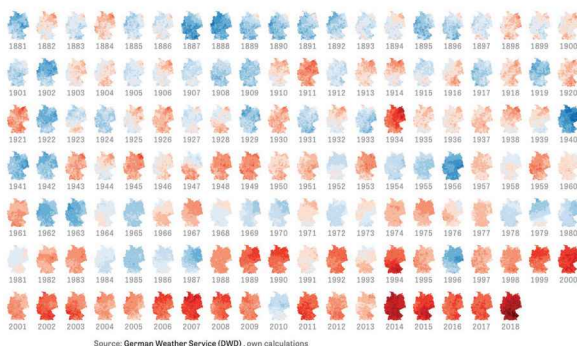 1881 1882 1883 1884 1885 1886 1887 1888 1889 1890 1891 1892 1893 1894 1895 1896 1897 1898 1899 1900
1901 1902 1903 1904 1905 1906 1907 1908 1909 1910 1911 1912 1913 1914 1915 1916 1917 1918 1919 1920
1921 1922 1923 1924 1925 1926 1927 1928 1929 1930 1931 1932 1933 1934 1935 1936 1937 1938 1939 1940
1941 1942 1943 1944 1945 1946 1947 1948 1949 1950 1951 1952 1953 1954 1955 1956 1957 1958 1959 1960
1961 1962 1963 1964 1965 1966 1967 1968 1969 1970 1971 1972 1973 1974 1975 1976 1977 1978 1979 1980
1981 1982 1983 1984 1985 1986 1987 1988 1989 1990 1991 1992 1993 1994 1995 1996 1997 1998 1999 2000
2001 2002 2003 2004 2005 2006 2007 2008 2009 2010 2011 2012 2013 2014 2015 2016 2017 2018
Source: German Weather Service (DWD), own calculations